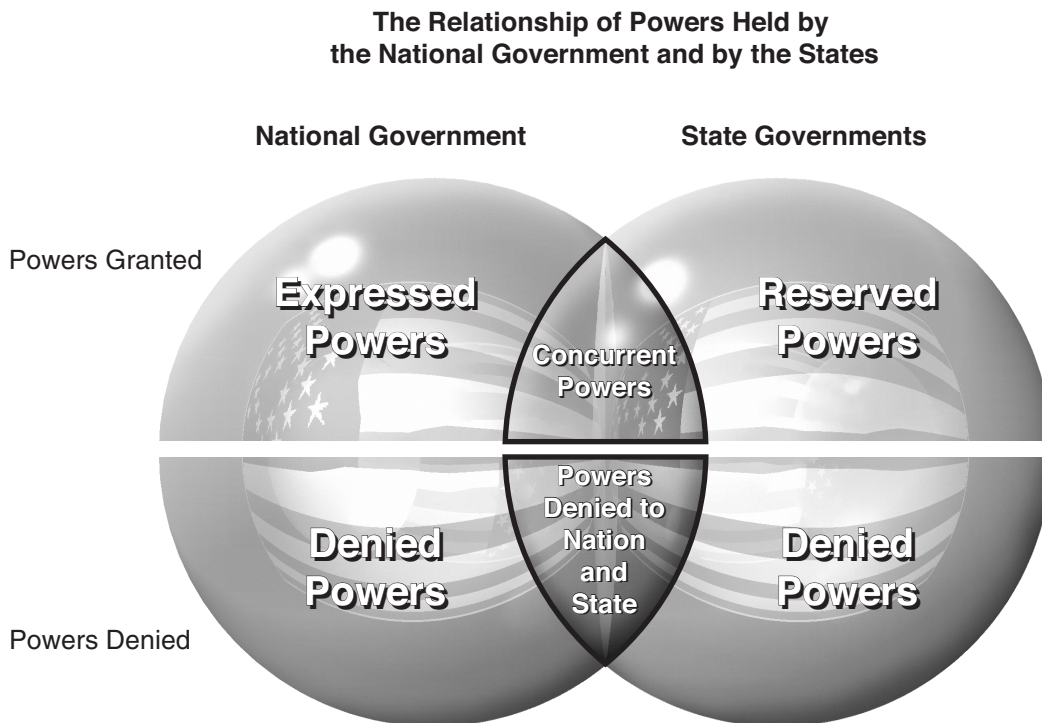 The Relationship of Powers Held by
the National Government and by the States
National Government
State Governments
Powers Granted
Expressed
Powers
Concurrent
Powers
Reserved
Powers
Powers Denied
Denied
Powers
Powers
Denied to
Nation
and
State
Denied
Powers